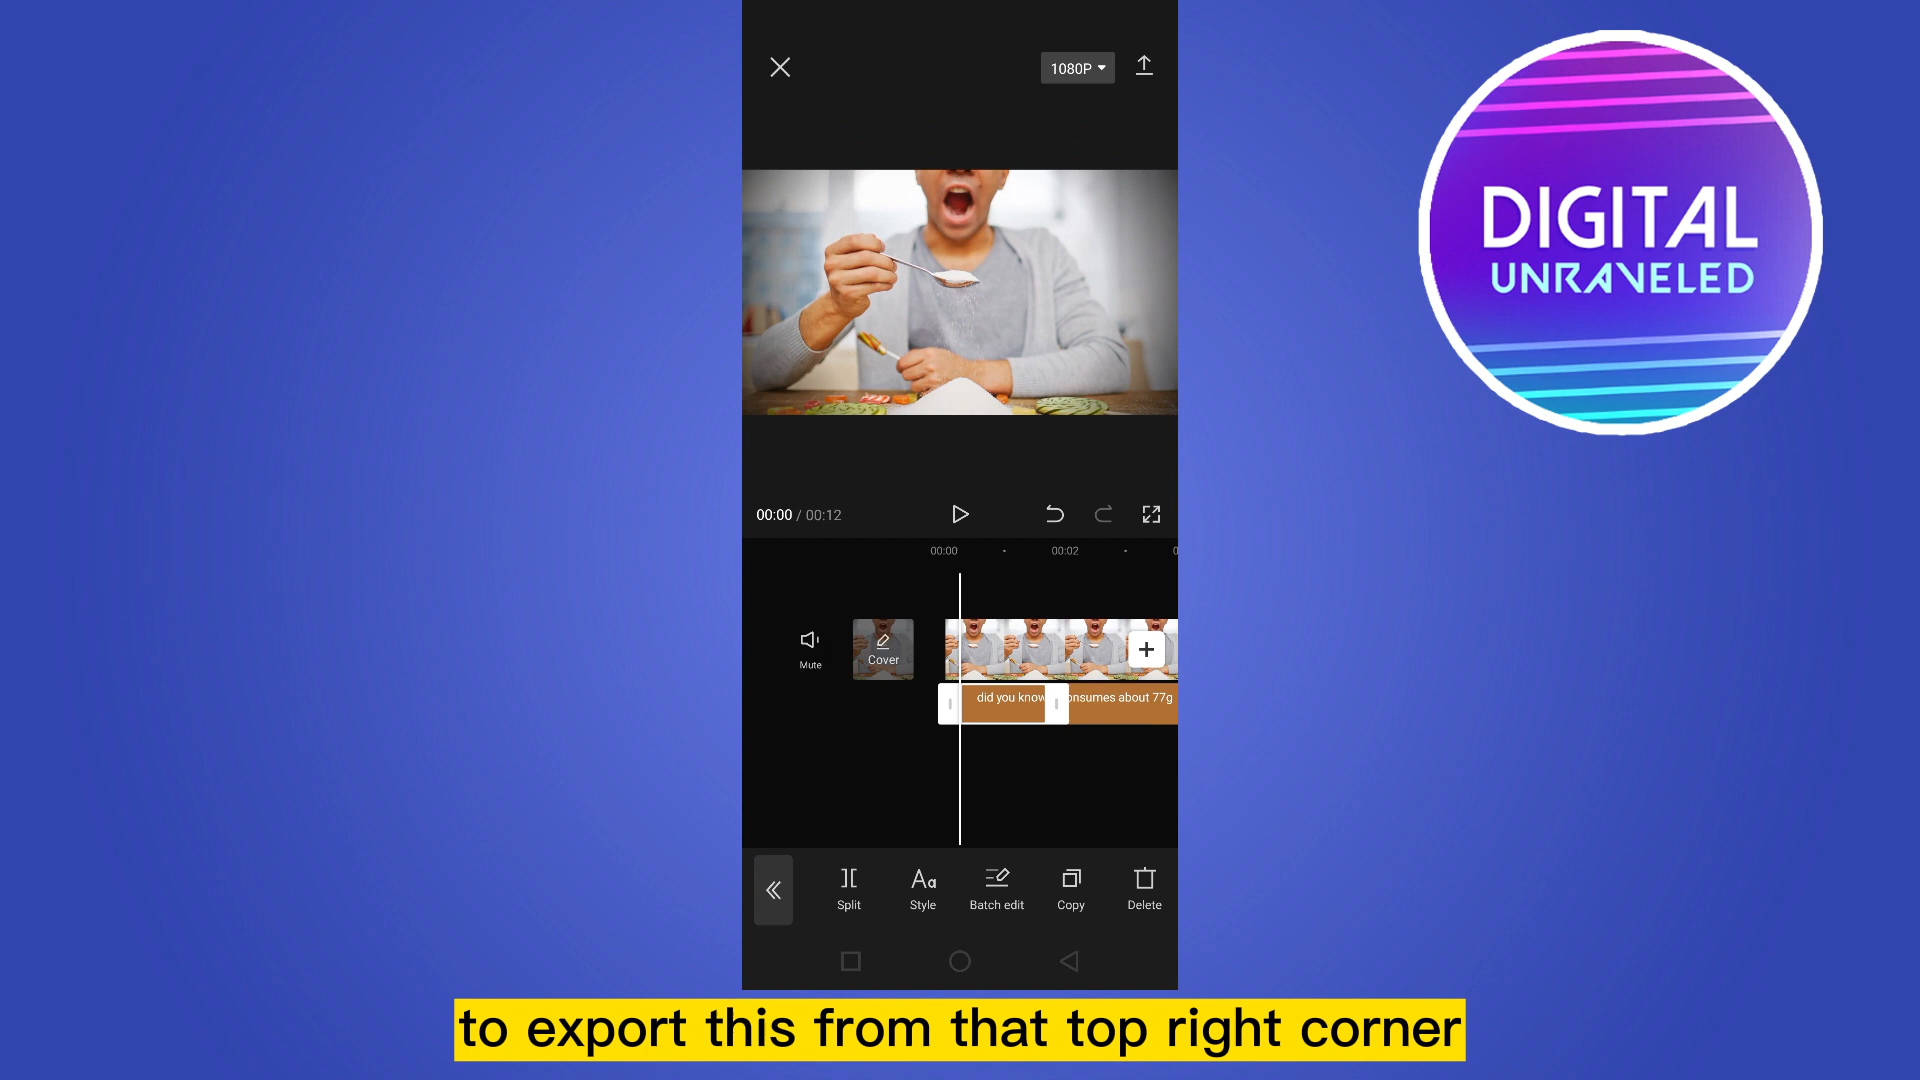 1080P
DIGITAL
UNRAVELED
00:00 / 00:12
00:00
00:02
Mute
Cover
did you know
onsumes about 77g
Split
Style
Batch edit
Copy
Delete
to export this from that top right corner